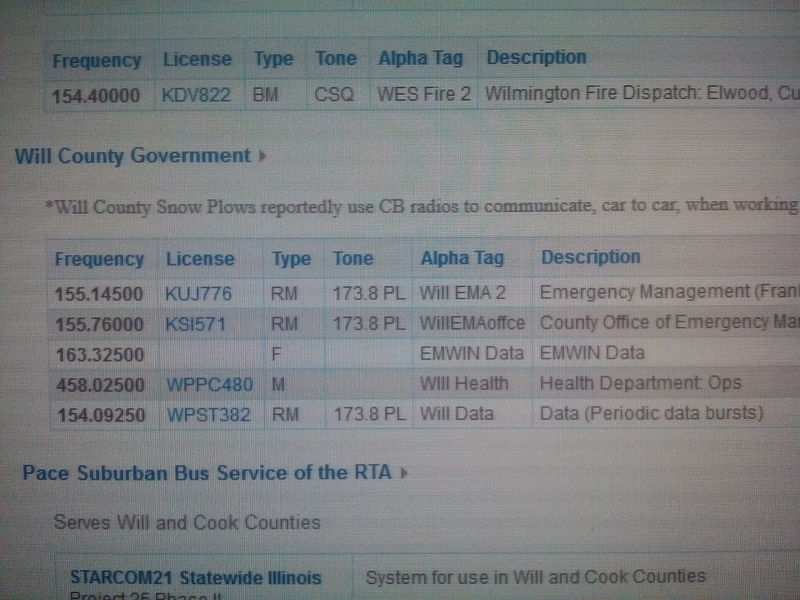 Frequency License Type Tone Alpha Tag Description
154.40000 KDV822 BM CSQ WES Fire 2 Wilmington Fire Dispatch: Elwood, Cu
Will County Government
*Will County Snow Plows reportedly use CB radios to communicate, car to car, when working
Frequency License Type Tone Alpha Tag Description
155.14500 KUJ776 RM 173.8 PL Will EMA 2 Emergency Management (Fran
155.76000 KSI571 RM 173.8 PL WillEMAoffce County Office of Emergency Ma
163.32500 F EMWIN Data EMWIN Data
458.02500 WPPC480 M WIll Health Health Department: Ops
154.09250 WPST382 RM 173.8 PL Will Data Data (Periodic data bursts)
Pace Suburban Bus Service of the RTA
Serves Will and Cook Counties
STARCOM21 Statewide Illinois System for use in Will and Cook Counties
Project 25 Phase II